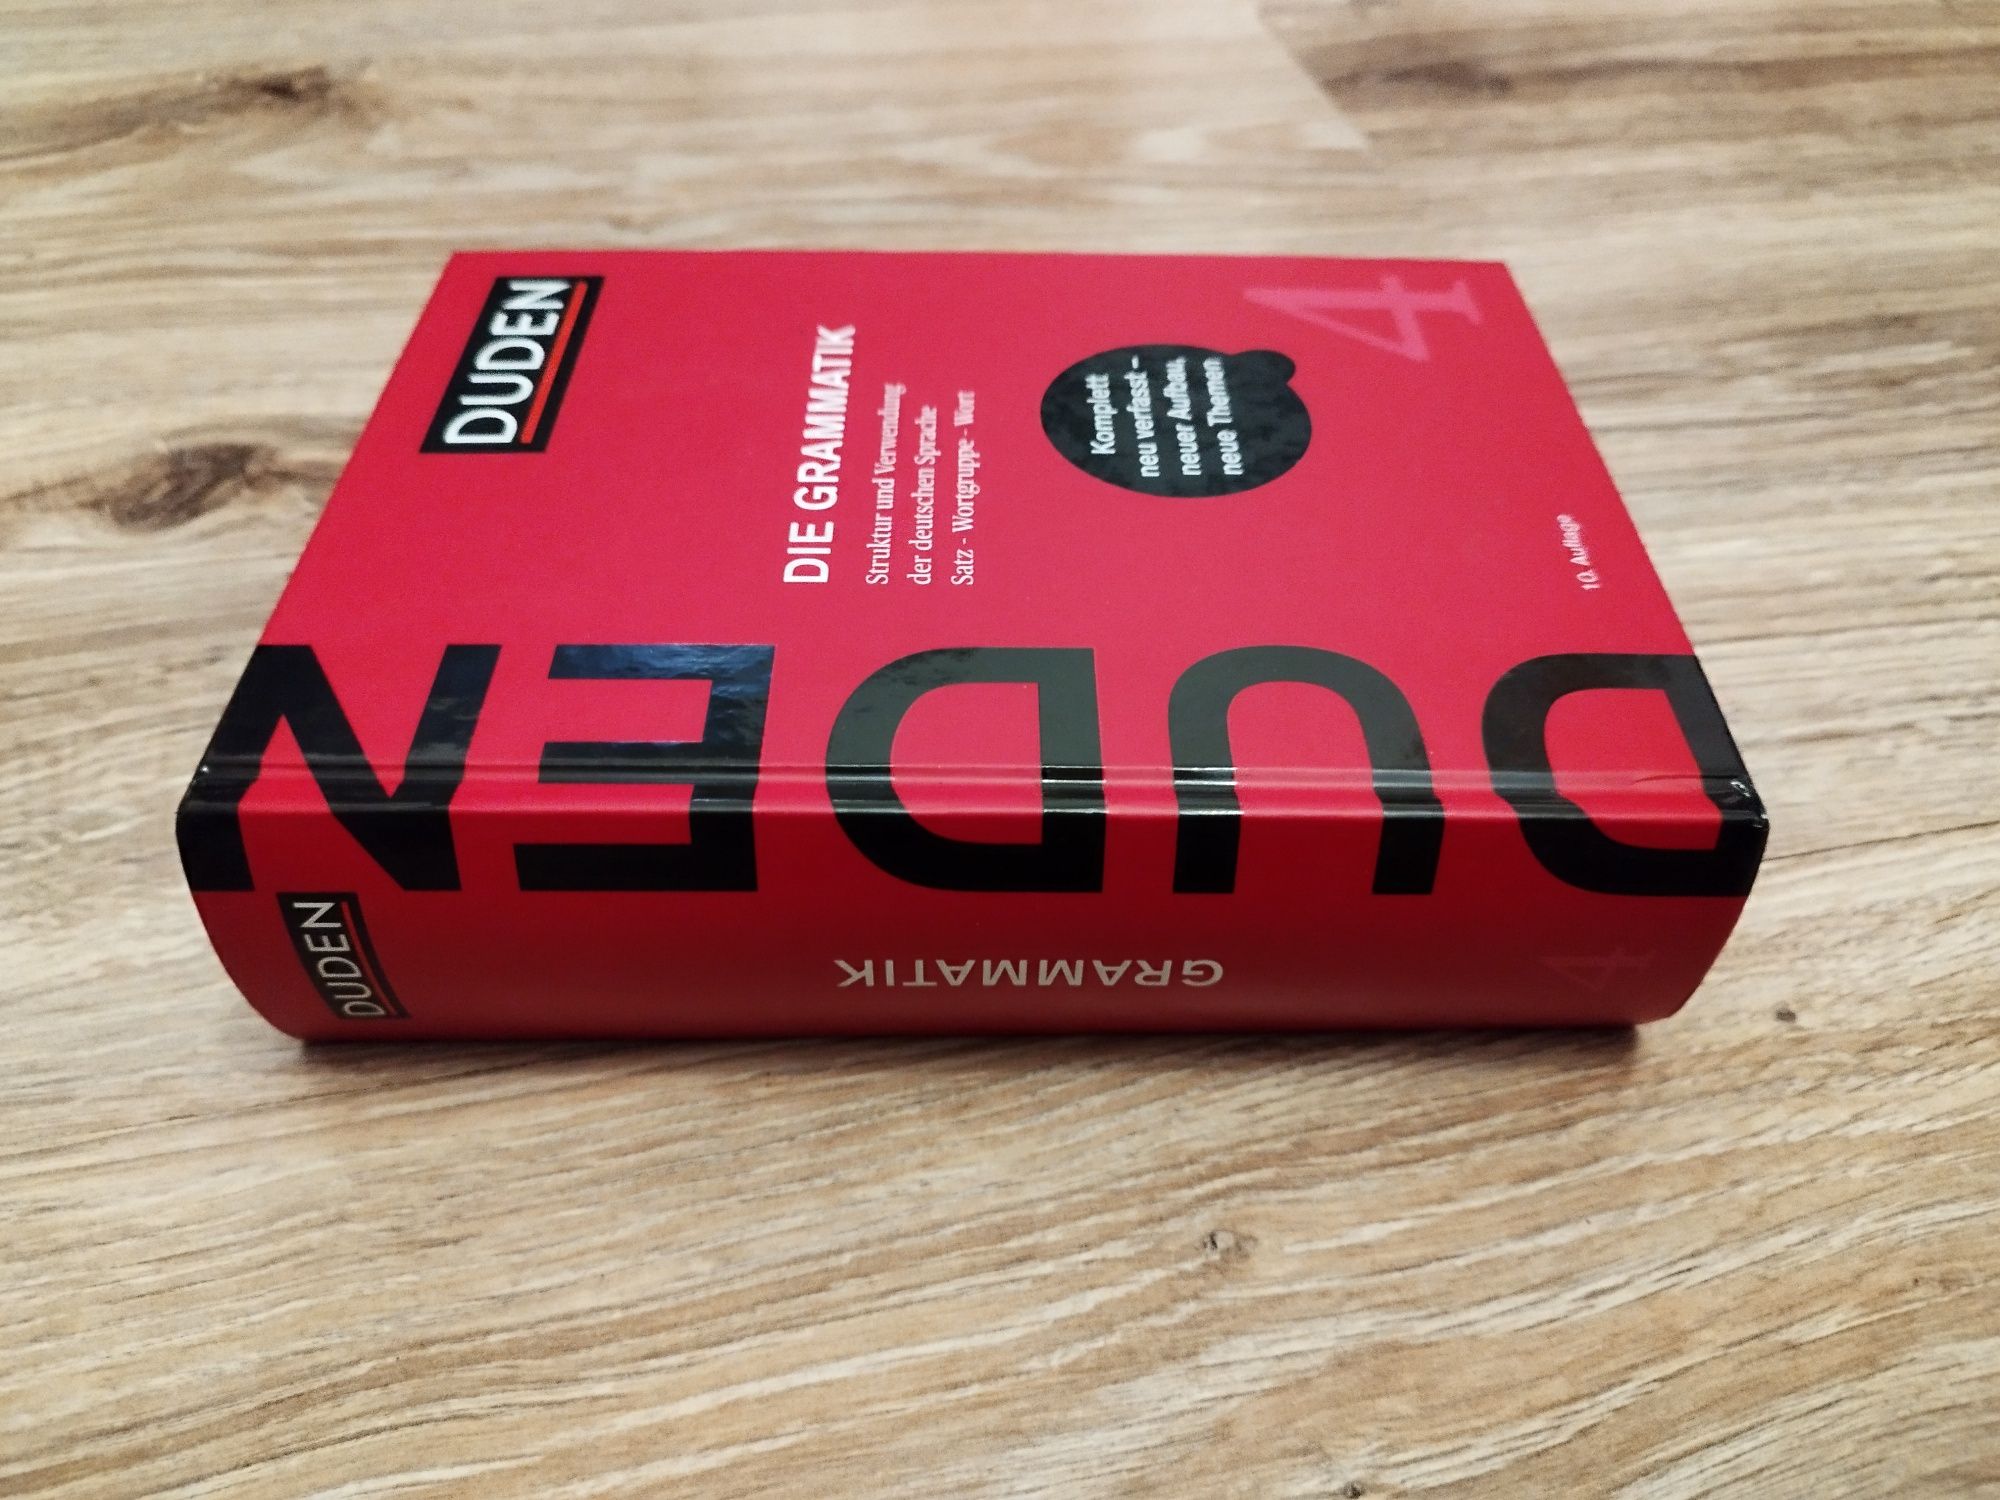 DUDEN
DIE GRAMMATIK
Struktur und Verwendung
der deutschen Sprache
Satz - Wortgruppe - Wort
Komplett
neu verfasst –
neuer Aufbau,
neue Themen
4
10. Auflage
DUDEN
DUDEN
GRAMMATIK
4